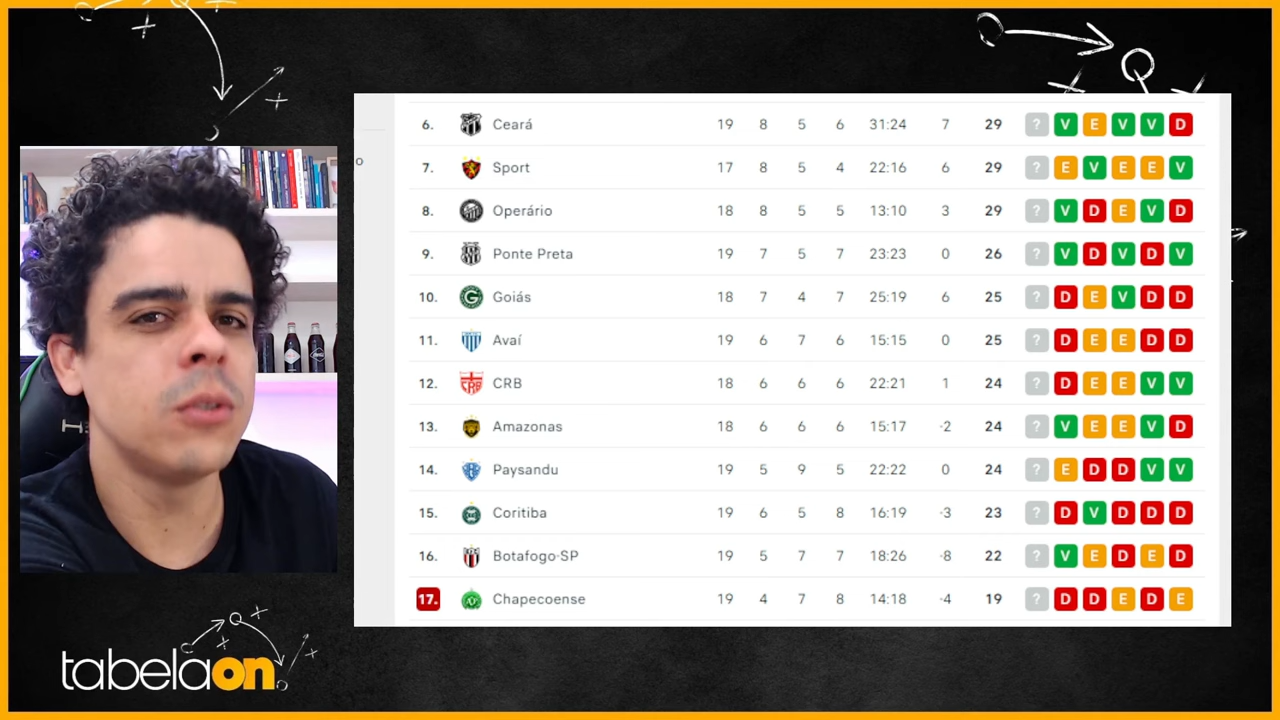 o
6. Ceará 19 8 5 6 31:24 7 29 ? V E V V D
7. Sport 17 8 5 4 22:16 6 29 ? E V E E V
8. Operário 18 8 5 5 13:10 3 29 ? V D E V D
9. Ponte Preta 19 7 5 7 23:23 0 26 ? V D V D V
10. Goiás 18 7 4 7 25:19 6 25 ? D E V D D
11. Avaí 19 6 7 6 15:15 0 25 ? D E E D D
12. CRB 18 6 6 6 22:21 1 24 ? D E E V V
13. Amazonas 18 6 6 6 15:17 -2 24 ? V E E V D
14. Paysandu 19 5 9 5 22:22 0 24 ? E D D V V
15. Coritiba 19 6 5 8 16:19 -3 23 ? D V D D D
16. Botafogo-SP 19 5 7 7 18:26 -8 22 ? V E D E D
17. Chapecoense 19 4 7 8 14:18 -4 19 ? D D E D E
tabelaon